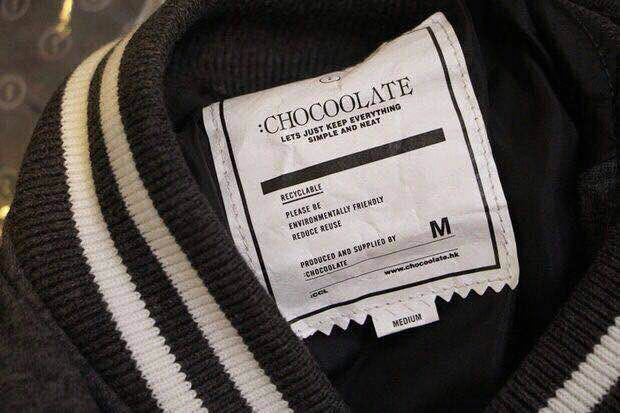 :CHOCOOLATE
LETS JUST KEEP EVERYTHING
SIMPLE AND NEAT
RECYCLABLE
PLEASE BE
ENVIRONMENTALLY FRIENDLY
REDUCE REUSE
M
PRODUCED AND SUPPLIED BY
:CHOCOOLATE
www.chocoolate.hk
:CCL
MEDIUM